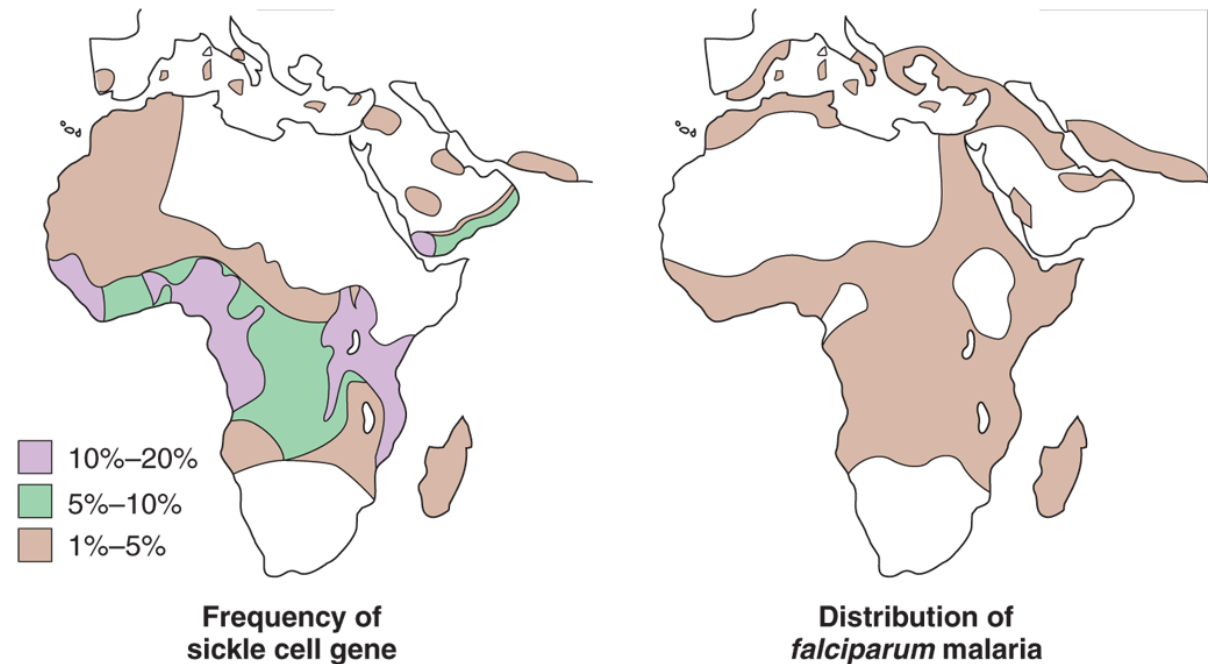 10%–20%
5%–10%
1%–5%
Frequency of
sickle cell gene
Distribution of
falciparum malaria